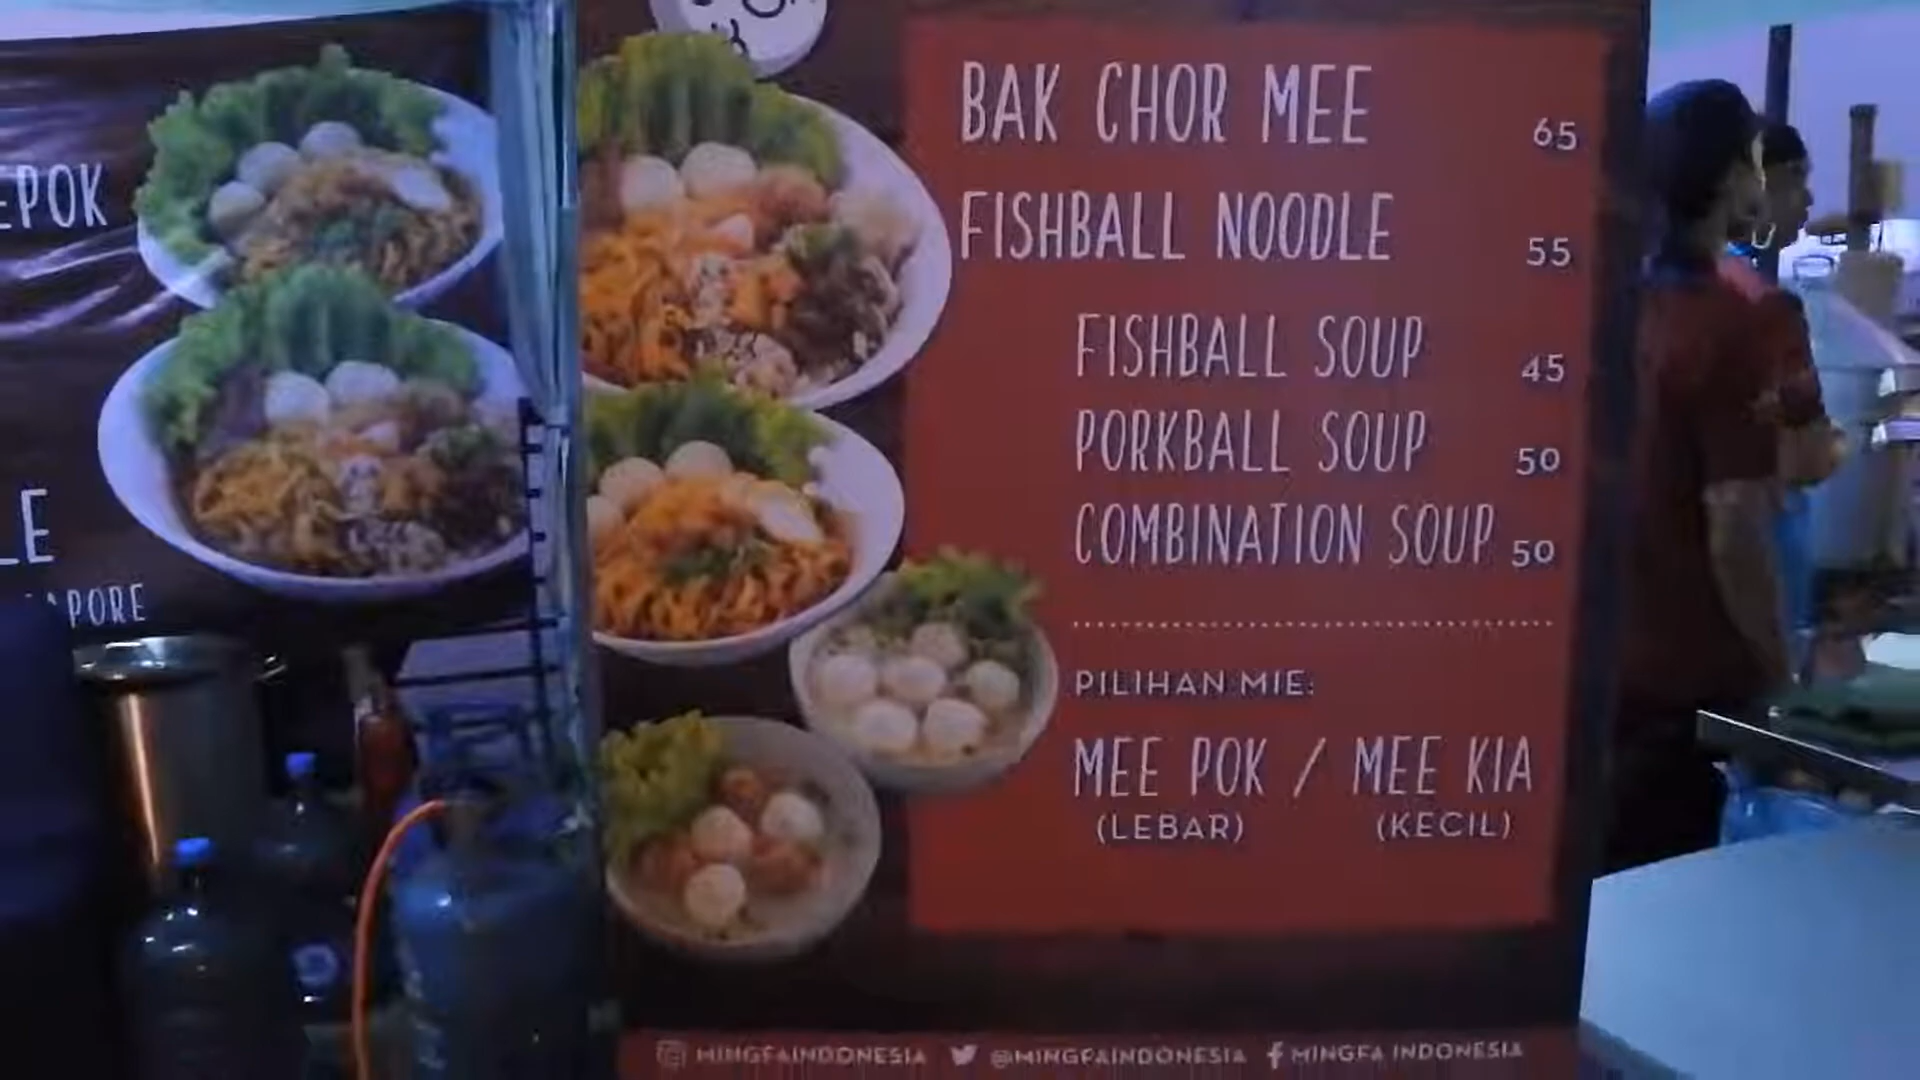 EPOK
LE
APORE
BAK CHOR MEE 65
FISHBALL NOODLE 55
FISHBALL SOUP 45
PORKBALL SOUP 50
COMBINATION SOUP 50
PILIHAN MIE:
MEE POK / MEE KIA
(LEBAR) (KECIL)
MINGFAINDONESIA @MINGFAINDONESIA MINGFA INDONESIA